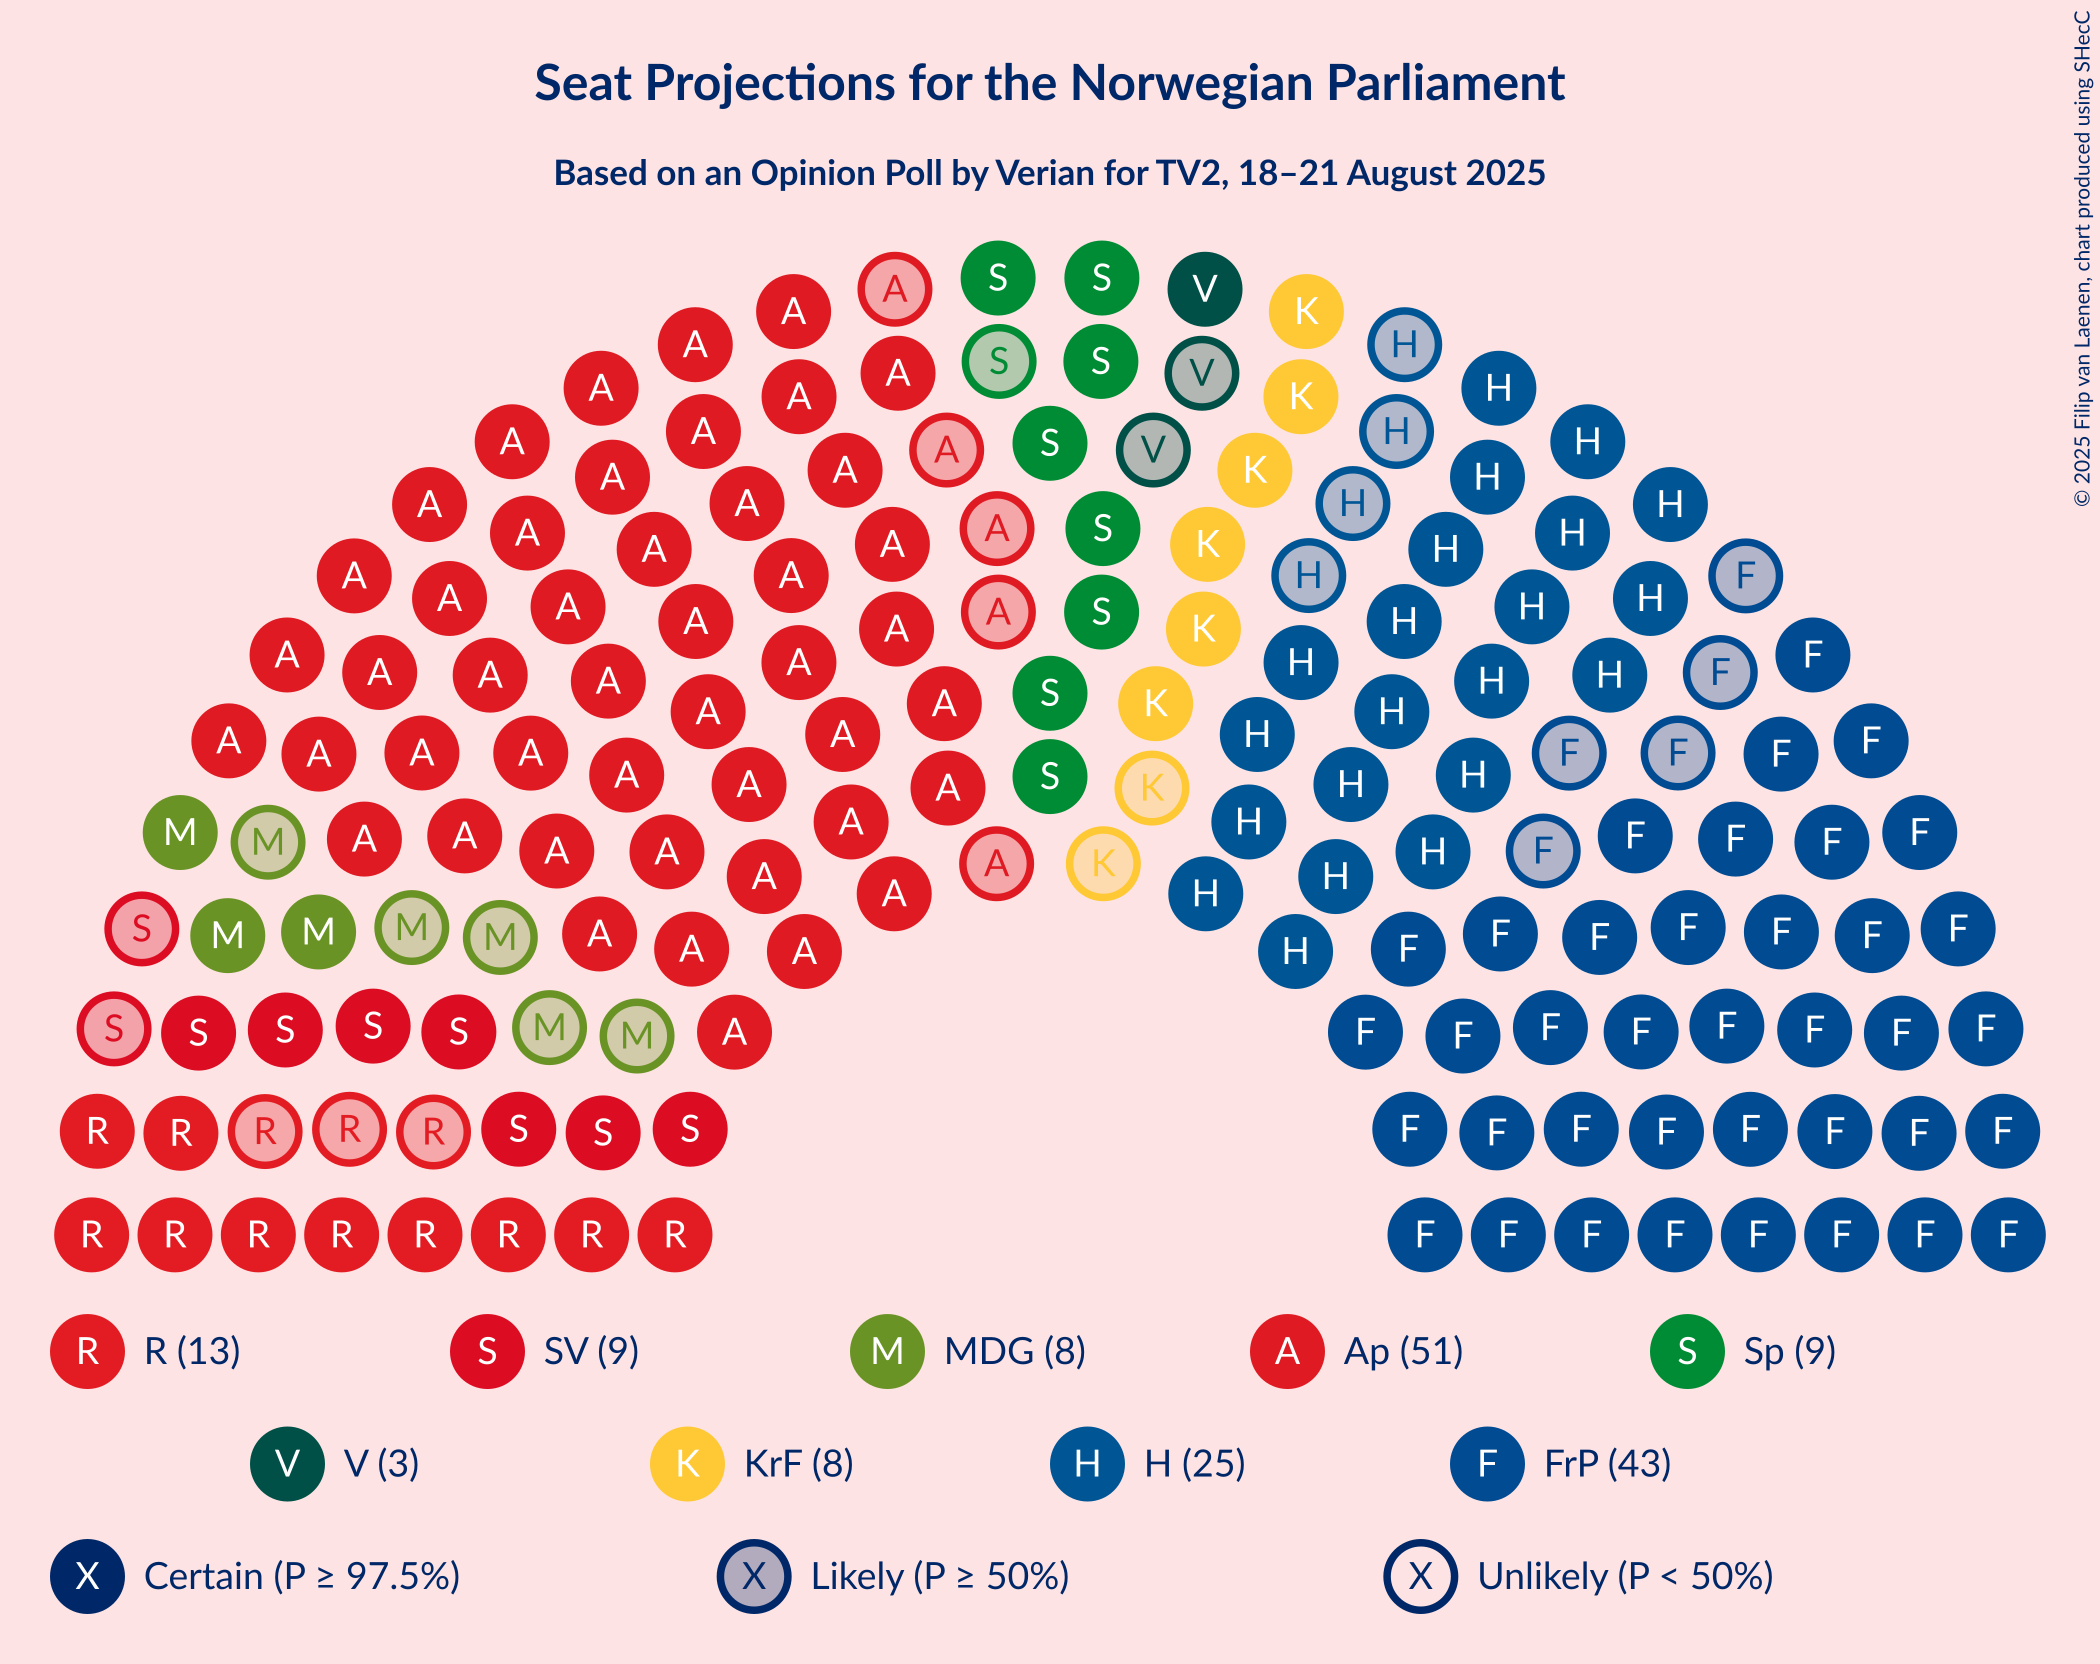 Seat Projections for the Norwegian Parliament
Based on an Opinion Poll by Verian for TV2, 18–21 August 2025
© 2025 Filip van Laenen, chart produced using SHecC
A S S V
A K
A H
A S S V
A A K H
A A A S V H H
A A K H
A A H H
A A A A S K H H
A A H F
A A A A A S K H H H
A A A A A S H H H F F
A A A A A A A K H H F F F F
A A A S K H H
M M A A A A A A K H H F F F F F
A A H H
S M M M M A A A H F F F F F F F
S S S S S M M A F F F F F F F F
R R R R R S S S F F F F F F F F
R R R R R R R R F F F F F F F F
R R (13) S SV (9) M MDG (8) A Ap (51) S Sp (9)
V V (3) K KrF (8) H H (25) F FrP (43)
X Certain (P ≥ 97.5%) X Likely (P ≥ 50%) X Unlikely (P < 50%)